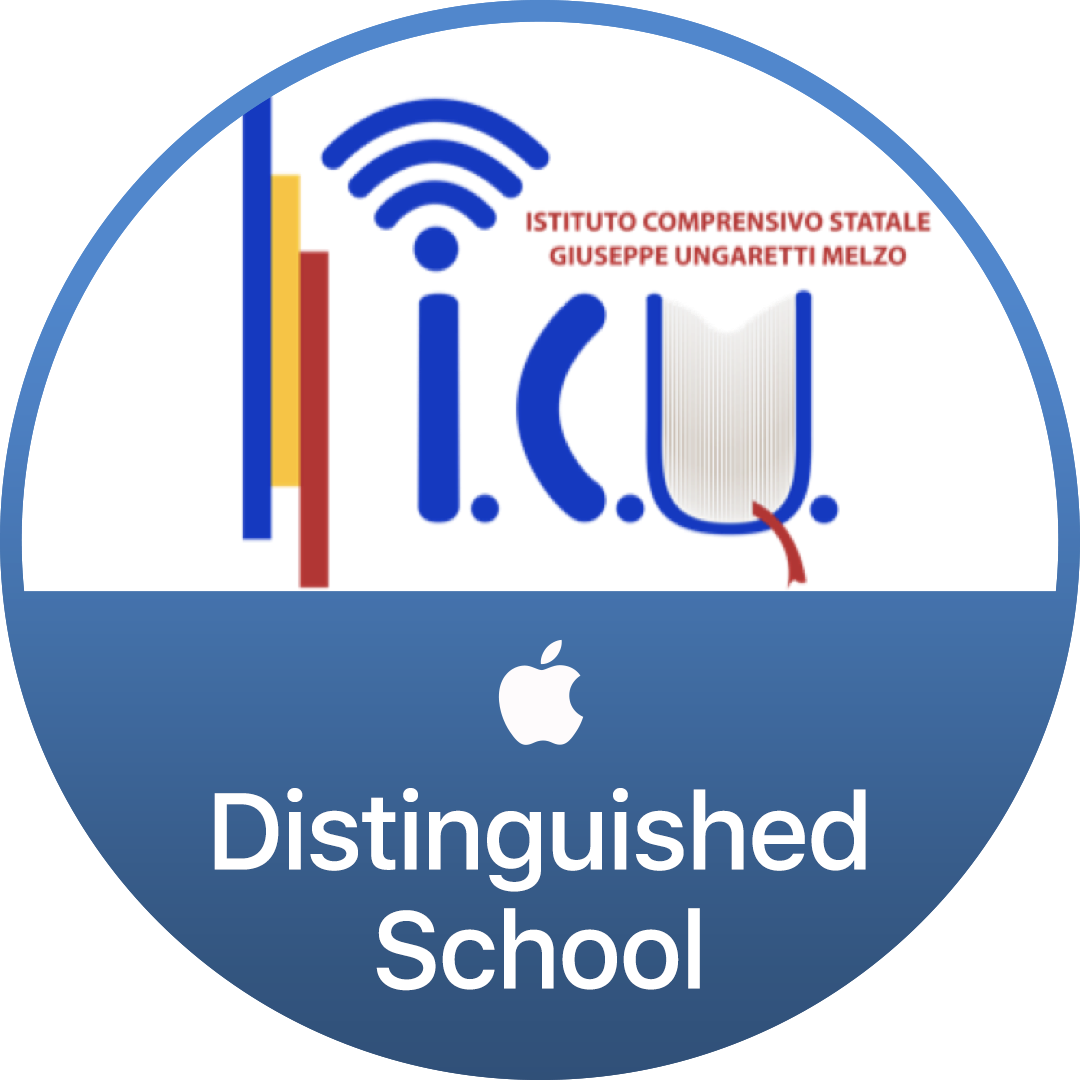 ISTITUTO COMPRENSIVO STATALE
GIUSEPPE UNGARETTI MELZO
i.c.u.
Distinguished
School